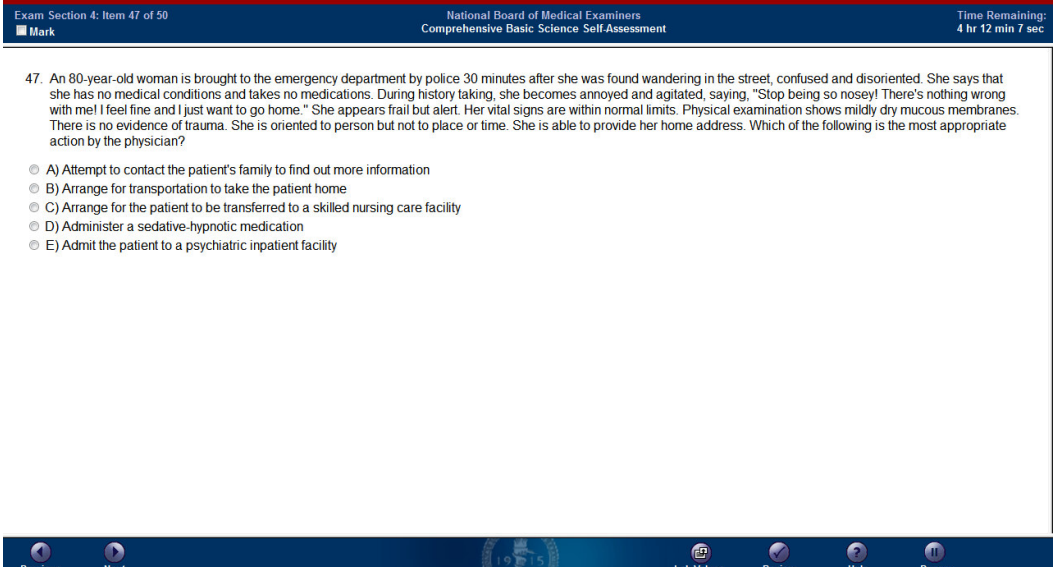 Exam Section 4: Item 47 of 50
National Board of Medical Examiners
Time Remaining:
Mark
Comprehensive Basic Science Self-Assessment
4 hr 12 min 7 sec
47. An 80-year-old woman is brought to the emergency department by police 30 minutes after she was found wandering in the street, confused and disoriented. She says that
she has no medical conditions and takes no medications. During history taking, she becomes annoyed and agitated, saying, "Stop being so nosey! There's nothing wrong
with me! I feel fine and I just want to go home." She appears frail but alert. Her vital signs are within normal limits. Physical examination shows mildly dry mucous membranes.
There is no evidence of trauma. She is oriented to person but not to place or time. She is able to provide her home address. Which of the following is the most appropriate
action by the physician?
A) Attempt to contact the patient's family to find out more information
B) Arrange for transportation to take the patient home
C) Arrange for the patient to be transferred to a skilled nursing care facility
D) Administer a sedative-hypnotic medication
E) Admit the patient to a psychiatric inpatient facility
1915